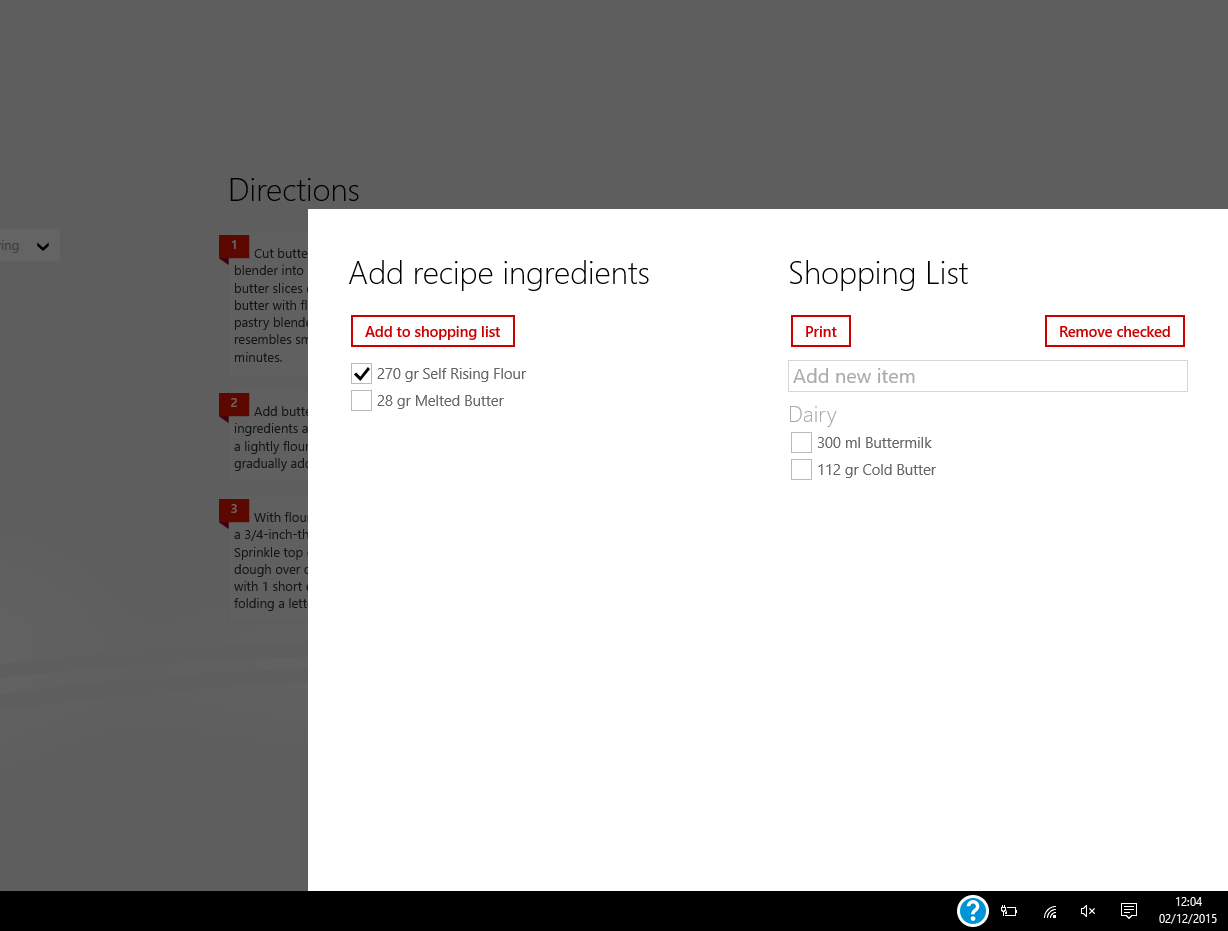 Directions
ing
1
Cut butte
blender into
butter slices
butter with fl
pastry blende
resembles sm
minutes.
2
Add butte
ingredients a
a lightly flour
gradually add
3
With flou
a 3/4-inch-th
Sprinkle top
dough over
with 1 short
folding a lett
Add recipe ingredients
Add to shopping list
270 gr Self Rising Flour
28 gr Melted Butter
Shopping List
Print
Remove checked
Add new item
Dairy
300 ml Buttermilk
112 gr Cold Butter
?
12:04
02/12/2015